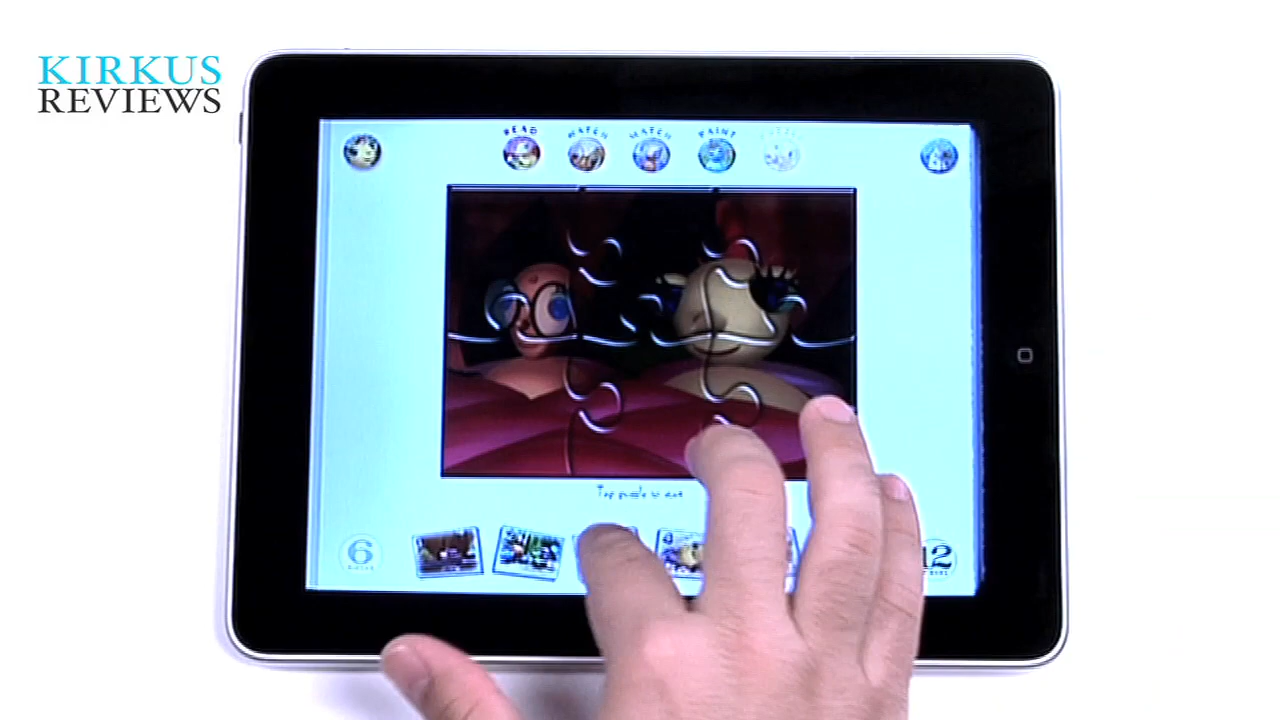 KIRKUS
REVIEWS
READ
WATCH
MATCH
PAINT
Tap puzzle to start
6
12